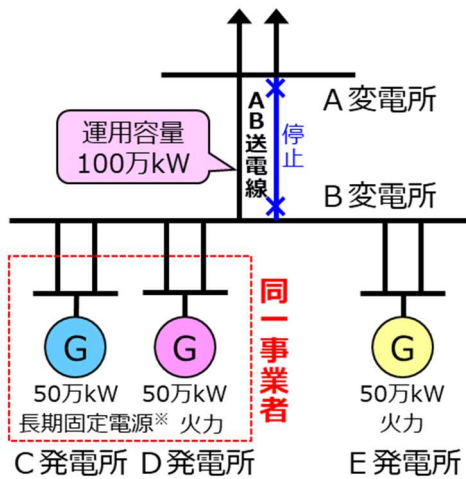 運用容量
100万kW
AB送電線
停止
A変電所
B変電所
G
G
G
同一事業者
50万kW
50万kW
50万kW
長期固定電源※
火力
火力
C発電所
D発電所
E発電所